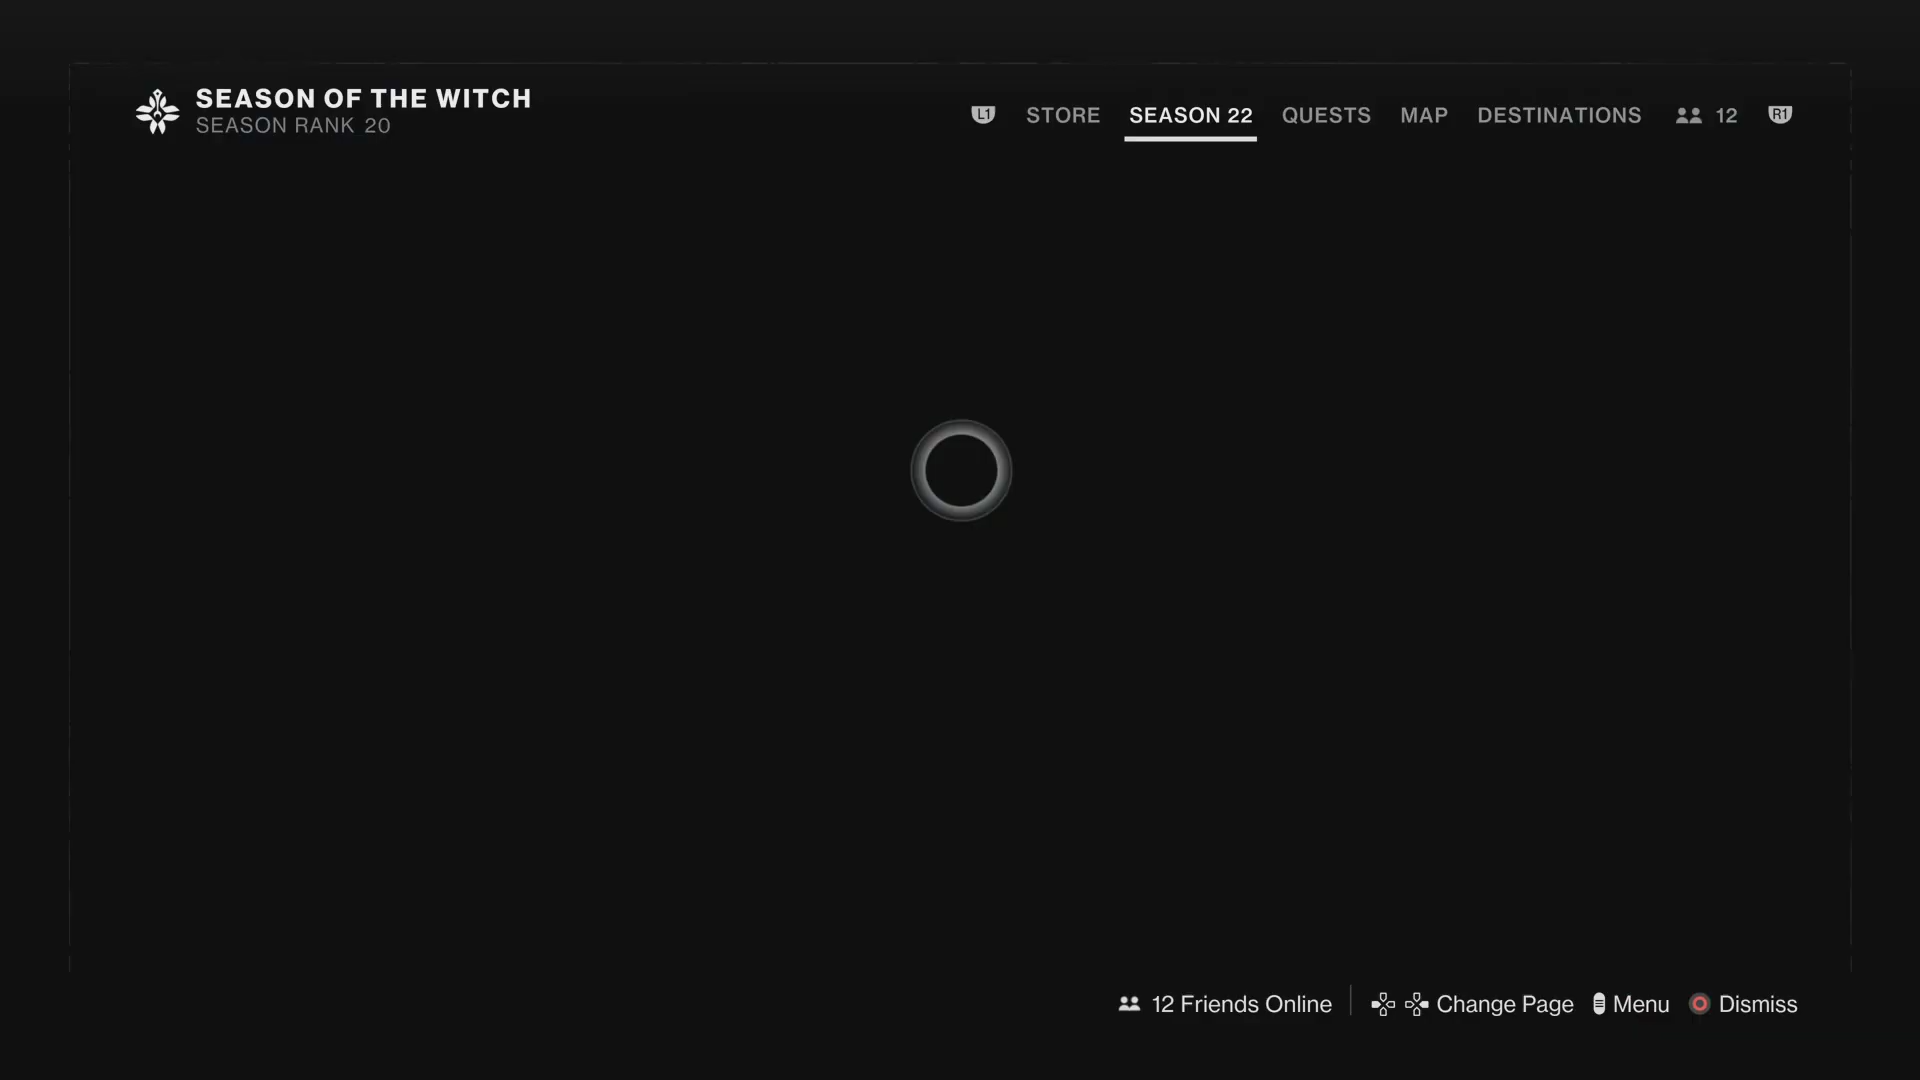 SEASON OF THE WITCH
SEASON RANK 20
L1 STORE SEASON 22 QUESTS MAP DESTINATIONS 12 R1
12 Friends Online Change Page Menu Dismiss